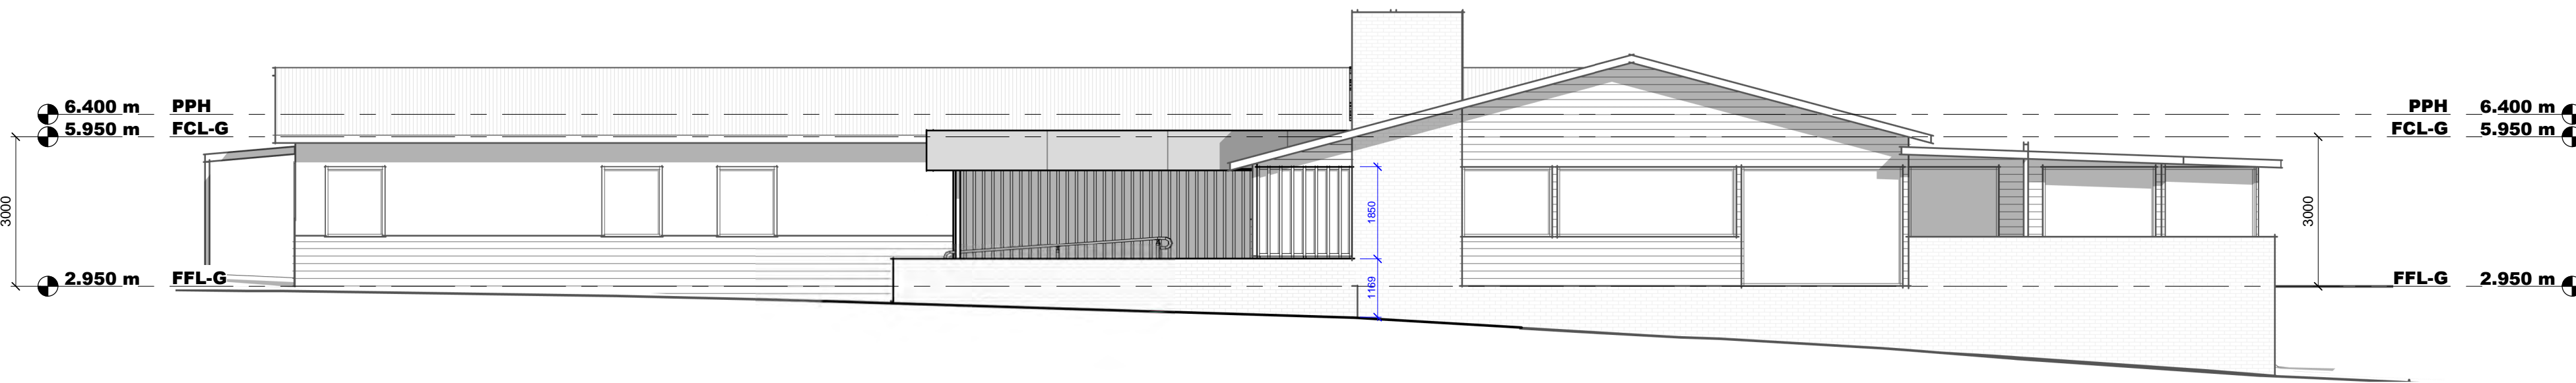 6.400 m PPH
5.950 m FCL-G
3000
2.950 m FFL-G
1850
1169
PPH 6.400 m
FCL-G 5.950 m
3000
FFL-G 2.950 m